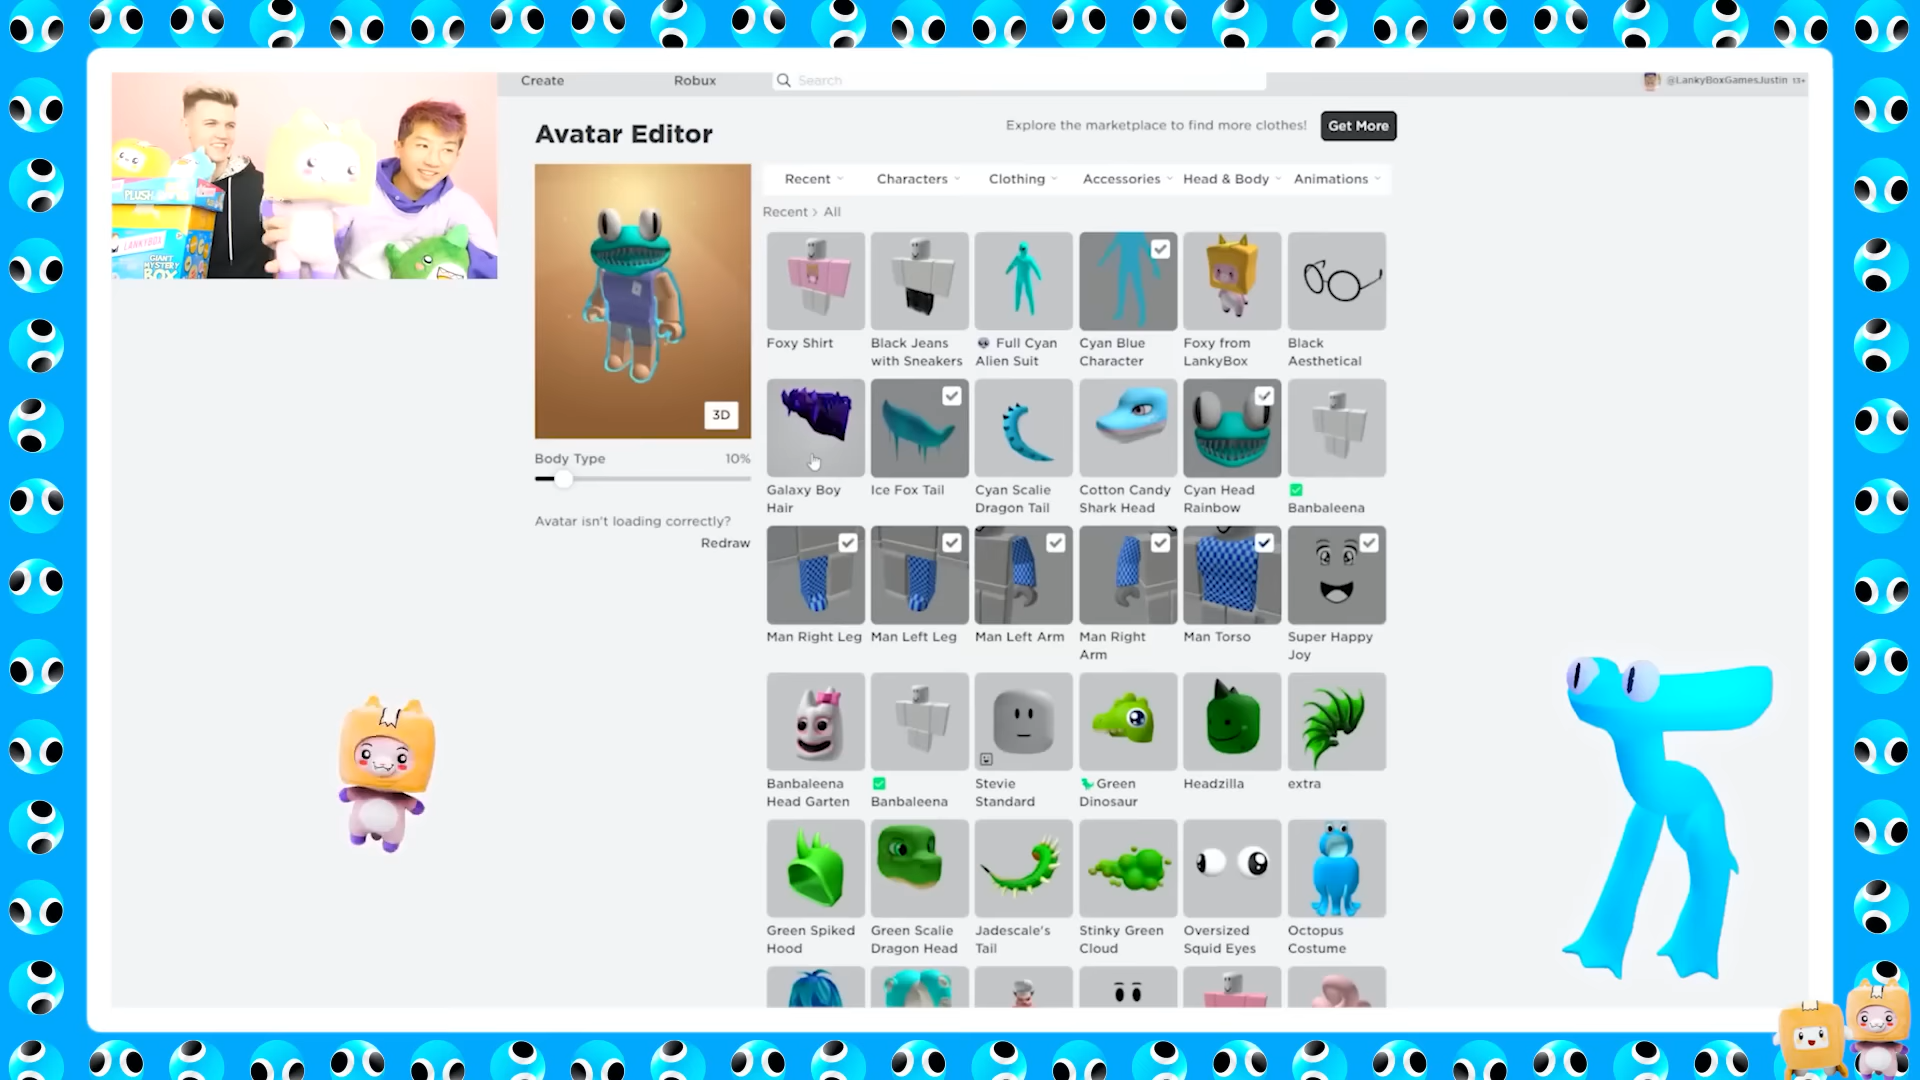 Create
Robux
Search
@LankyBoxGamesJustin 13+
Avatar Editor
Explore the marketplace to find more clothes!
Get More
PLUSH
LANKYBOX
GIANT
MYSTERY
BOX
3D
Body Type
10%
Avatar isn't loading correctly?
Redraw
Recent
Characters
Clothing
Accessories
Head & Body
Animations
Recent > All
Foxy Shirt
Black Jeans
with Sneakers
Full Cyan
Alien Suit
Cyan Blue
Character
Foxy from
LankyBox
Black
Aesthetical
Galaxy Boy
Hair
Ice Fox Tail
Cyan Scalie
Dragon Tail
Cotton Candy
Shark Head
Cyan Head
Rainbow
Banbaleena
Man Right Leg
Man Left Leg
Man Left Arm
Man Right
Arm
Man Torso
Super Happy
Joy
Banbaleena
Head Garten
Banbaleena
Stevie
Standard
Green
Dinosaur
Headzilla
extra
Green Spiked
Hood
Green Scalie
Dragon Head
Jadescale's
Tail
Stinky Green
Cloud
Oversized
Squid Eyes
Octopus
Costume